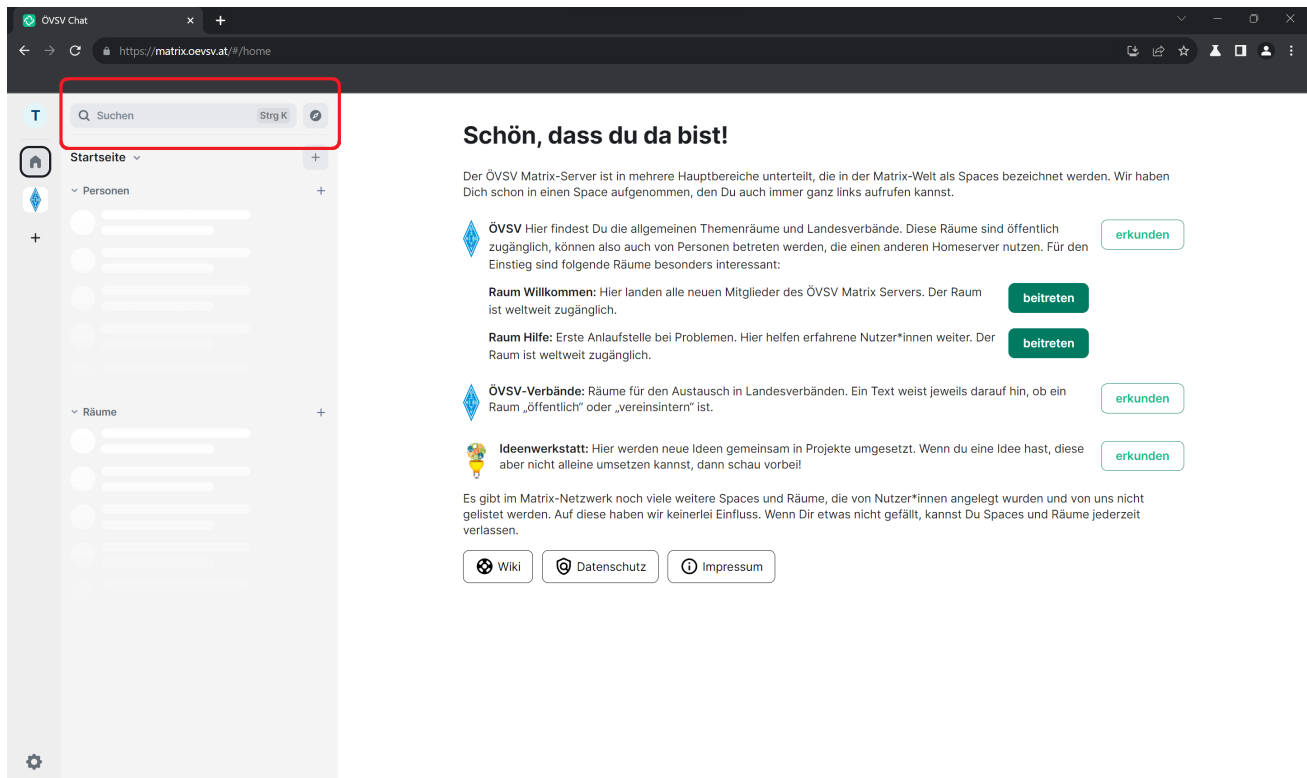 ÖVSV Chat
https://matrix.oevsv.at/#/home
T
Suchen
Strg K
Startseite
Personen
Räume
Schön, dass du da bist!
Der ÖVSV Matrix-Server ist in mehrere Hauptbereiche unterteilt, die in der Matrix-Welt als Spaces bezeichnet werden. Wir haben
Dich schon in einen Space aufgenommen, den Du auch immer ganz links aufrufen kannst.
ÖVSV Hier findest Du die allgemeinen Themenräume und Landesverbände. Diese Räume sind öffentlich
zugänglich, können also auch von Personen betreten werden, die einen anderen Homeserver nutzen. Für den
Einstieg sind folgende Räume besonders interessant:
erkunden
Raum Willkommen: Hier landen alle neuen Mitglieder des ÖVSV Matrix Servers. Der Raum
ist weltweit zugänglich.
beitreten
Raum Hilfe: Erste Anlaufstelle bei Problemen. Hier helfen erfahrene Nutzer*innen weiter. Der
Raum ist weltweit zugänglich.
beitreten
ÖVSV-Verbände: Räume für den Austausch in Landesverbänden. Ein Text weist jeweils darauf hin, ob ein
Raum „öffentlich“ oder „vereinsintern“ ist.
erkunden
Ideenwerkstatt: Hier werden neue Ideen gemeinsam in Projekte umgesetzt. Wenn du eine Idee hast, diese
aber nicht alleine umsetzen kannst, dann schau vorbei!
erkunden
Es gibt im Matrix-Netzwerk noch viele weitere Spaces und Räume, die von Nutzer*innen angelegt wurden und von uns nicht
gelistet werden. Auf diese haben wir keinerlei Einfluss. Wenn Dir etwas nicht gefällt, kannst Du Spaces und Räume jederzeit
verlassen.
Wiki
Datenschutz
Impressum